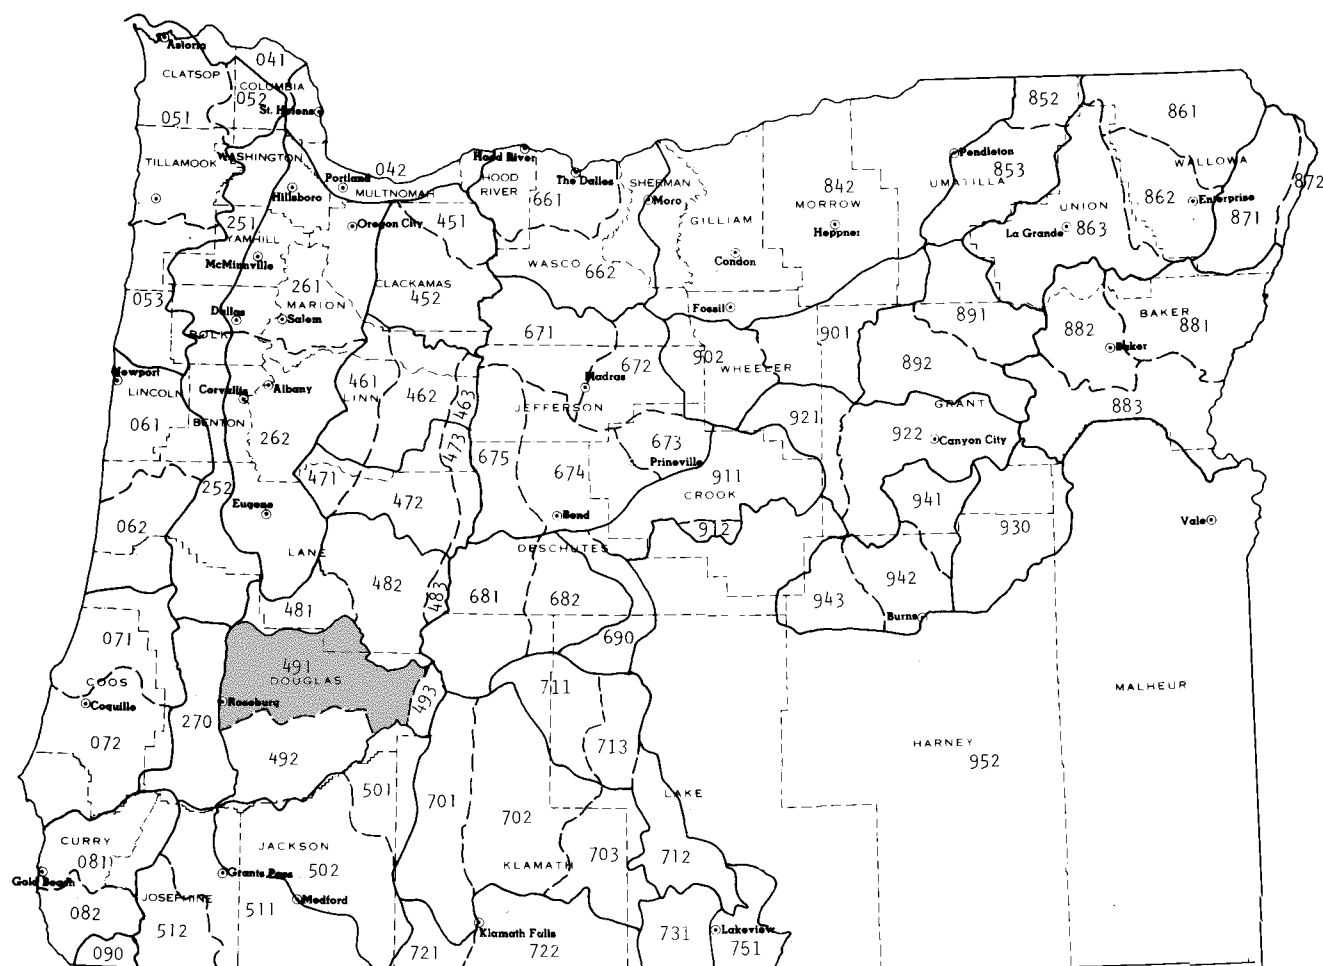 Astoria
041
CLATSOP
COLUMBIA
052
St. Helens
051
852
861
TILLAMOOK
WASHINGTON
042
Hood River
Pendleton
853
WALLOWA
872
Portland
MULTNOMAH
HOOD
RIVER
The Dalles
SHERMAN
842
UMATILLA
Hillsboro
661
Moro
MORROW
UNION
862
Enterprise
251
Oregon City
451
GILLIAM
Heppner
La Grande
863
871
YAMHILL
McMinnville
WASCO
662
Condon
261
CLACKAMAS
452
053
MARION
Dallas
Salem
Fossil
BAKER
POLK
671
901
891
882
881
Newport
672
902
WHEELER
892
Baker
LINCOLN
Corvallis
Albany
461
LINN
462
463
Madras
JEFFERSON
GRANT
883
061
BENTON
262
473
673
921
922
Canyon City
675
Prineville
252
471
472
674
911
CROOK
941
Eugene
062
Bend
912
930
Vale
LANE
DESCHUTES
482
483
681
682
943
942
481
Burns
071
690
491
DOUGLAS
COOS
Coquille
Roseburg
493
711
MALHEUR
270
072
492
713
HARNEY
952
501
701
702
LAKE
CURRY
081
JACKSON
502
KLAMATH
703
712
Gold Beach
Grants Pass
JOSEPHINE
Medford
082
511
512
Klamath Falls
731
Lakeview
090
721
722
751